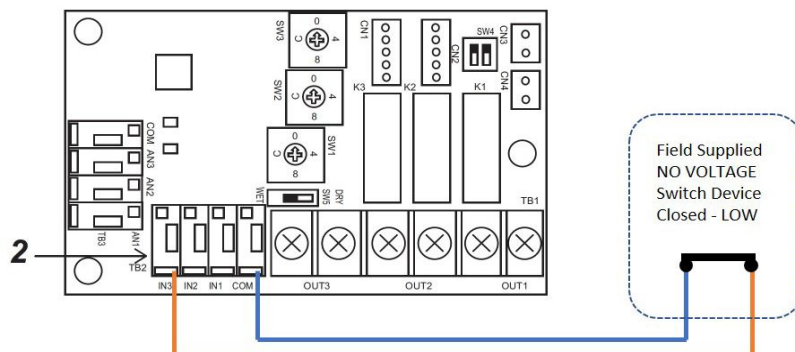 SW3
0
C
4
8
CN1
CN2
SW4
CN3
CN4
SW2
0
C
4
8
K3
K2
K1
SW1
0
C
4
8
COM
AN3
AN2
AN1
TB3
WET
SW5
DRY
TB1
2
TB2
IN3
IN2
IN1
COM
OUT3
OUT2
OUT1
Field Supplied
NO VOLTAGE
Switch Device
Closed - LOW